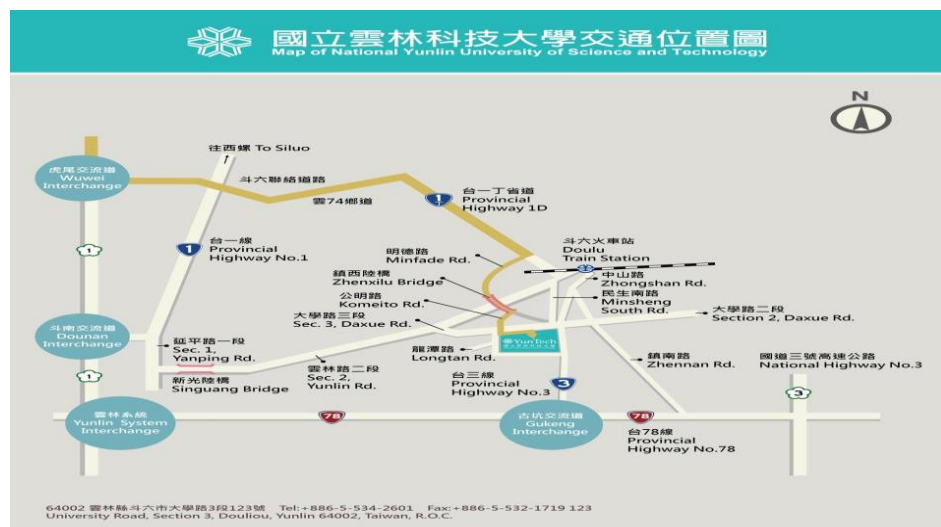 國立雲林科技大學交通位置圖
Map of National Yunlin University of Science and Technology
N
往西螺 To Siluo
虎尾交流道
Wuwei
Interchange
斗六聯絡道路
雲74鄉道
1
台一丁省道
Provincial
Highway 1D
1
台一線
Provincial
Highway No.1
1
明德路
Minfade Rd.
斗六火車站
Doulu
Train Station
鎮西陸橋
Zhenxilu Bridge
中山路
Zhongshan Rd.
公明路
Komeito Rd.
民生南路
Minsheng
South Rd.
大學路三段
Sec. 3, Daxue Rd.
大學路二段
Section 2, Daxue Rd.
斗南交流道
Dounan
Interchange
延平路一段
Sec. 1,
Yanping Rd.
YunTech
龍潭路
Longtan Rd.
鎮南路
Zhennan Rd.
國道三號高速公路
National Highway No.3
1
新光陸橋
Singuang Bridge
雲林路二段
Sec. 2,
Yunlin Rd.
台三線
Provincial
Highway No.3
3
3
雲林系統
Yunlin System
Interchange
78
古坑交流道
Gukeng
Interchange
78
台78線
Provincial
Highway No.78
64002 雲林縣斗六市大學路3段123號 Tel:+886-5-534-2601 Fax:+886-5-532-1719 123
University Road, Section 3, Douliou, Yunlin 64002, Taiwan, R.O.C.